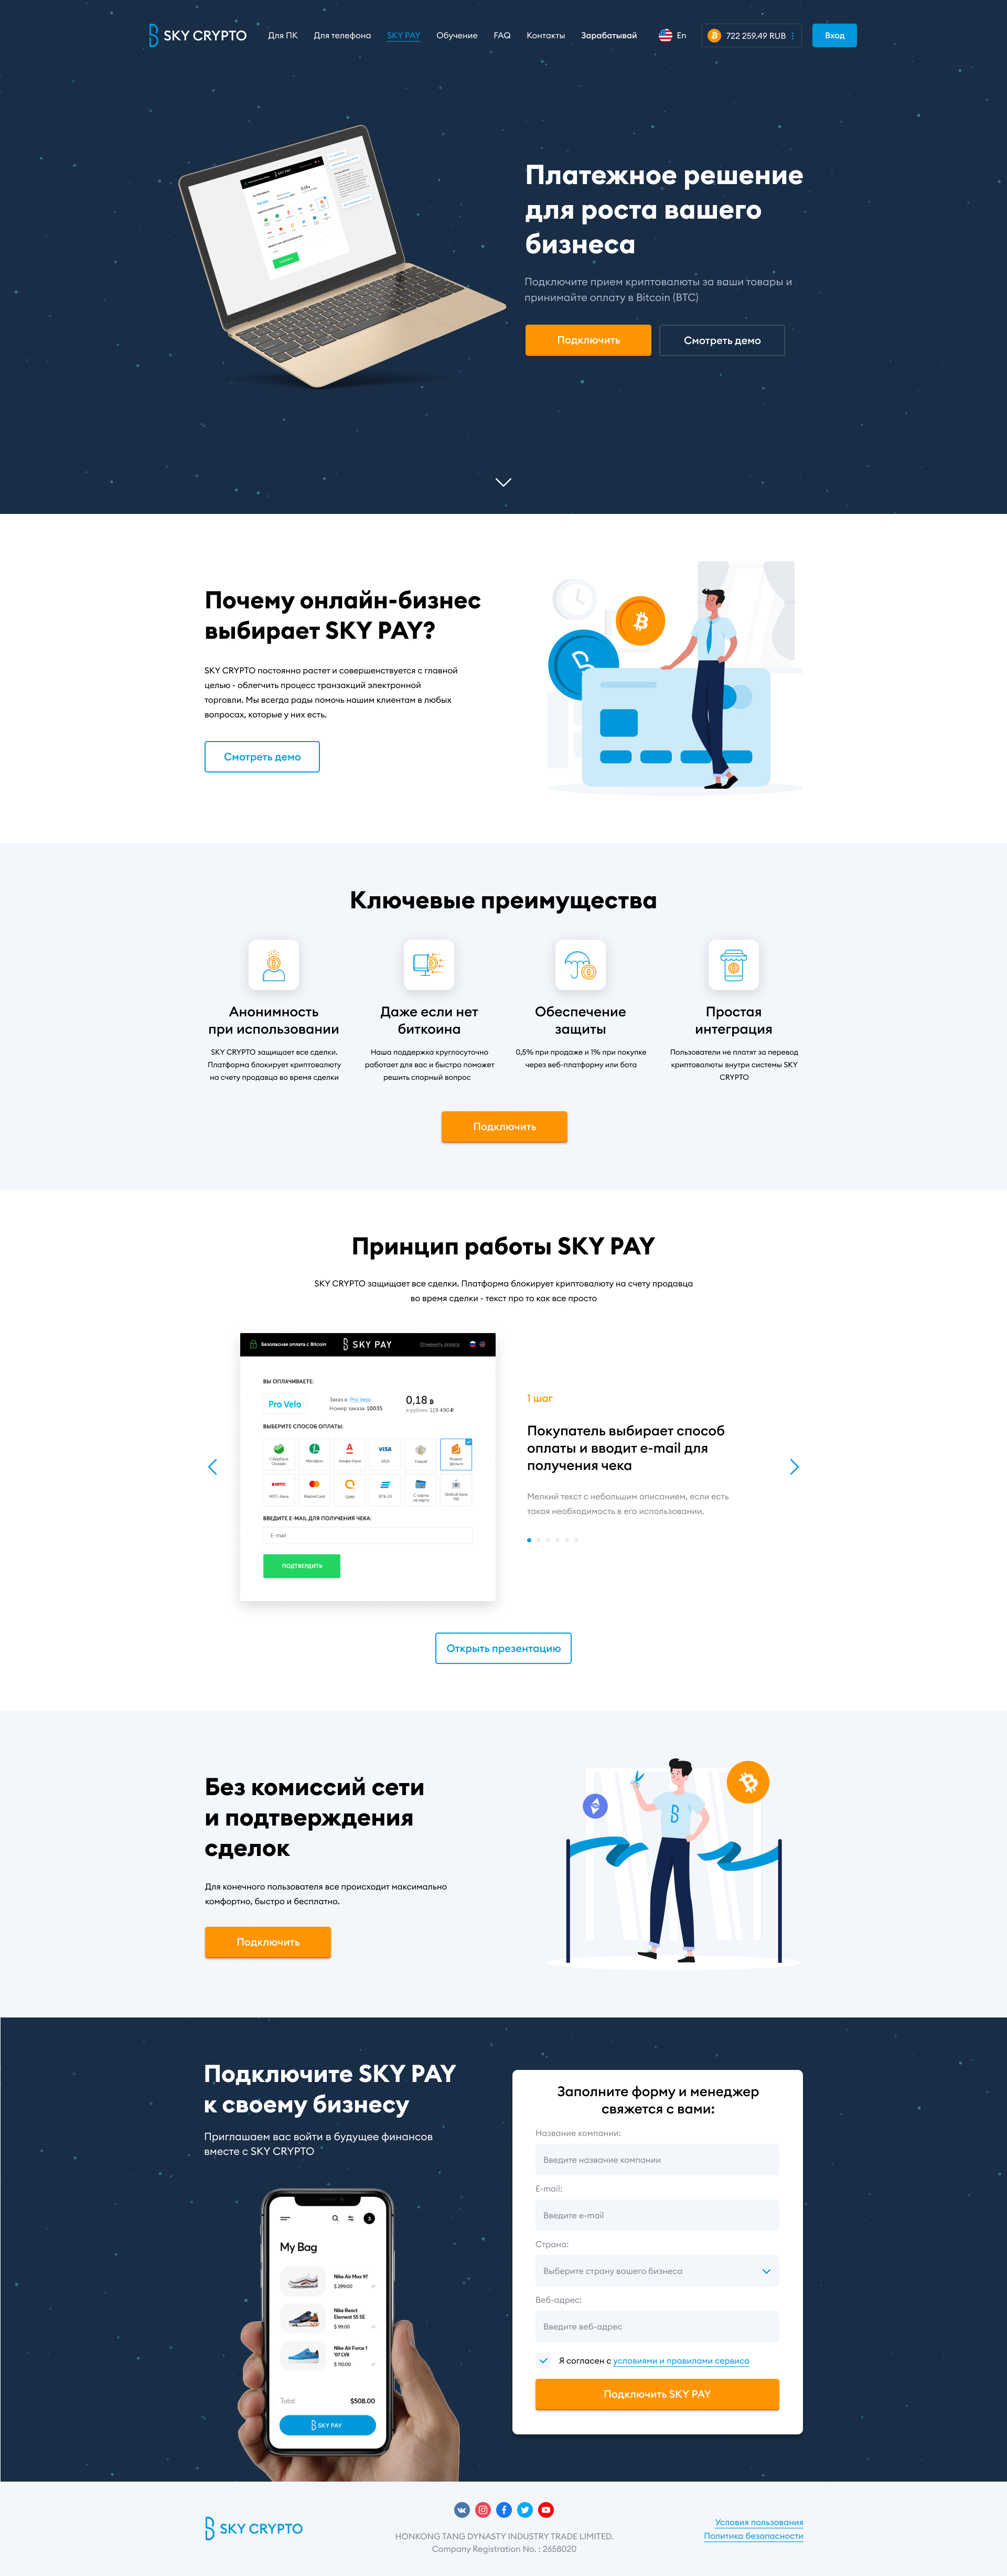 SKY CRYPTO
Для ПК
Для телефона
SKY PAY
Обучение
FAQ
Контакты
Зарабатывай
En
722 259.49 RUB
Вход
SKY PAY
Платежное решение
для роста вашего
бизнеса
Подключите прием криптовалюты за ваши товары и
принимайте оплату в Bitcoin (BTC)
Подключить
Смотреть демо
Почему онлайн-бизнес
выбирает SKY PAY?
SKY CRYPTO постоянно растет и совершенствуется с главной
целью - облегчить процесс транзакций электронной
торговли. Мы всегда рады помочь нашим клиентам в любых
вопросах, которые у них есть.
Смотреть демо
Ключевые преимущества
Анонимность
при использовании
SKY CRYPTO защищает все сделки.
Платформа блокирует криптовалюту
на счету продавца во время сделки
Даже если нет
биткоина
Наша поддержка круглосуточно
работает для вас и быстро поможет
решить спорный вопрос
Обеспечение
защиты
0,5% при продаже и 1% при покупке
через веб-платформу или бота
Простая
интеграция
Пользователи не платят за перевод
криптовалюты внутри системы SKY
CRYPTO
Подключить
Принцип работы SKY PAY
SKY CRYPTO защищает все сделки. Платформа блокирует криптовалюту на счету продавца
во время сделки - текст про то как все просто
Безопасная оплата с Bitcoin
SKY PAY
Отменить оплату
ВЫ ОПЛАЧИВАЕТЕ:
Pro Velo
Заказ в: Pro Velo
Номер заказа: 10035
0,18 в
в рублях: 119 490 ₽
ВЫБЕРИТЕ СПОСОБ ОПЛАТЫ:
Сбербанк
Онлайн
Мегафон
Альфа-банк
VISA
VISA
Яндекс
Деньги
МТС
МТС-Банк
MasterCard
QIWI
ВТБ 24
С карты
на карту
Любой банк
РФ
ВВЕДИТЕ E-MAIL ДЛЯ ПОЛУЧЕНИЯ ЧЕКА:
E-mail
ПОДТВЕРДИТЬ
1 шаг
Покупатель выбирает способ
оплаты и вводит e-mail для
получения чека
Мелкий текст с небольшим описанием, если есть
такая необходимость в его использовании.
Открыть презентацию
Без комиссий сети
и подтверждения
сделок
Для конечного пользователя все происходит максимально
комфортно, быстро и бесплатно.
Подключить
Подключите SKY PAY
к своему бизнесу
Приглашаем вас войти в будущее финансов
вместе с SKY CRYPTO
3
My Bag
Nike Air Max 97
$ 299.00
Nike React
Element 55 SE
$ 99.00
Nike Air Force 1
'07 LV8
$ 110.00
Total
$508.00
SKY PAY
Заполните форму и менеджер
свяжется с вами:
Название компании:
Введите название компании
E-mail:
Введите e-mail
Страна:
Выберите страну вашего бизнеса
Веб-адрес:
Введите веб-адрес
Я согласен с условиями и правилами сервиса
Подключить SKY PAY
SKY CRYPTO
HONKONG TANG DYNASTY INDUSTRY TRADE LIMITED.
Company Registration No. : 2658020
Условия пользования
Политика безопасности